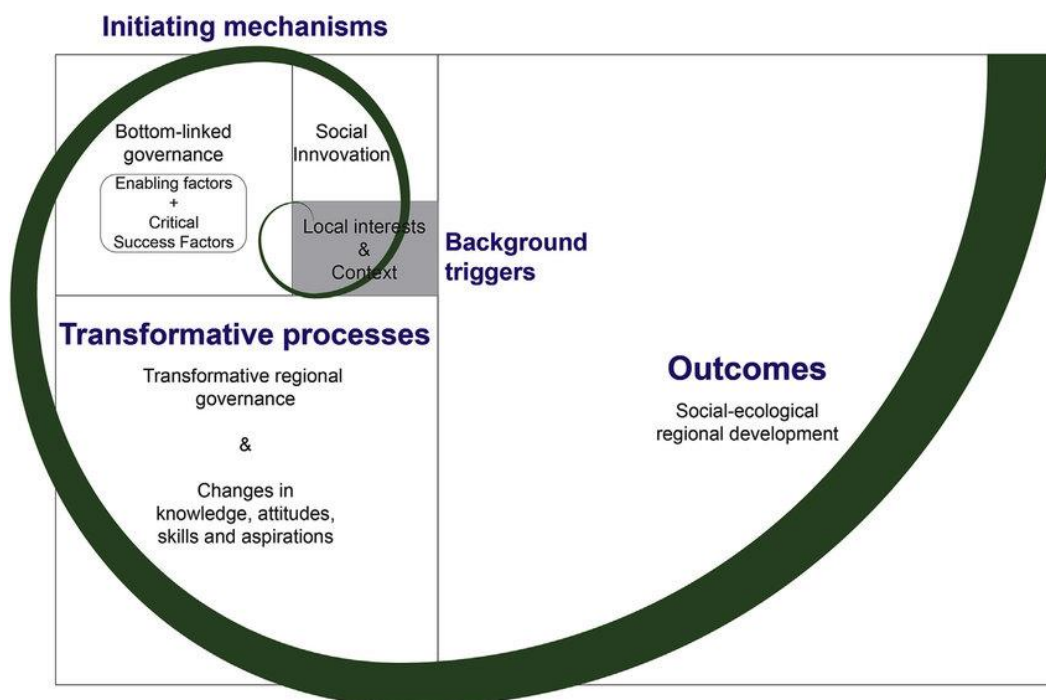 Initiating mechanisms
Bottom-linked
governance
Enabling factors
+
Critical
Success Factors
Social
Innvovation
Local interests
&
Context
Background
triggers
Transformative processes
Transformative regional
governance
&
Changes in
knowledge, attitudes,
skills and aspirations
Outcomes
Social-ecological
regional development